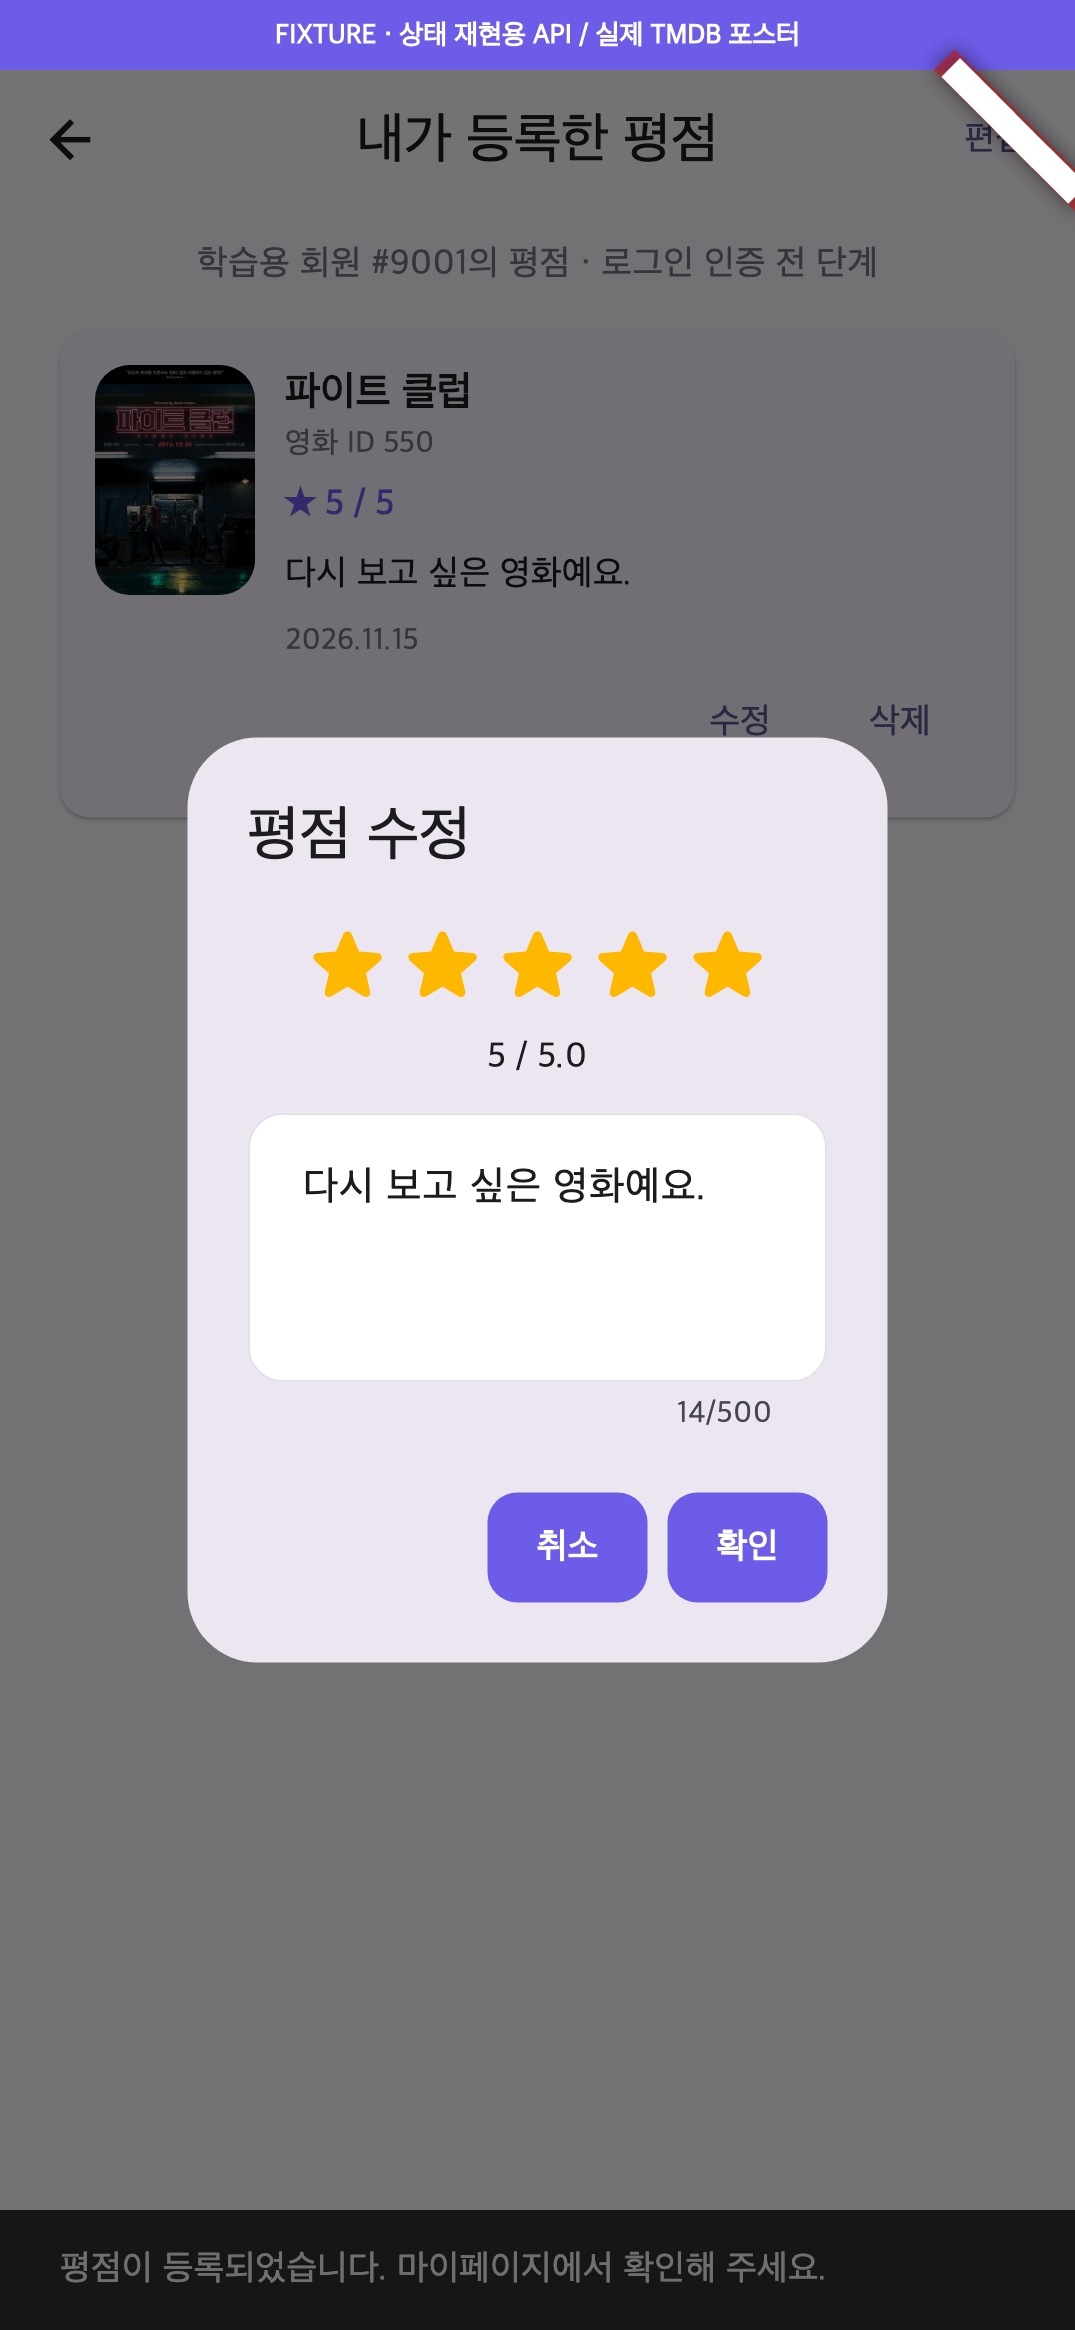 FIXTURE · 상태 재현용 API / 실제 TMDB 포스터
내가 등록한 평점
학습용 회원 #9001의 평점 · 로그인 인증 전 단계
파이트 클럽
파이트 클럽
영화 ID 550
★ 5 / 5
다시 보고 싶은 영화예요.
2026.11.15
수정 삭제
평점 수정
5 / 5.0
다시 보고 싶은 영화예요.
14/500
취소 확인
평점이 등록되었습니다. 마이페이지에서 확인해 주세요.